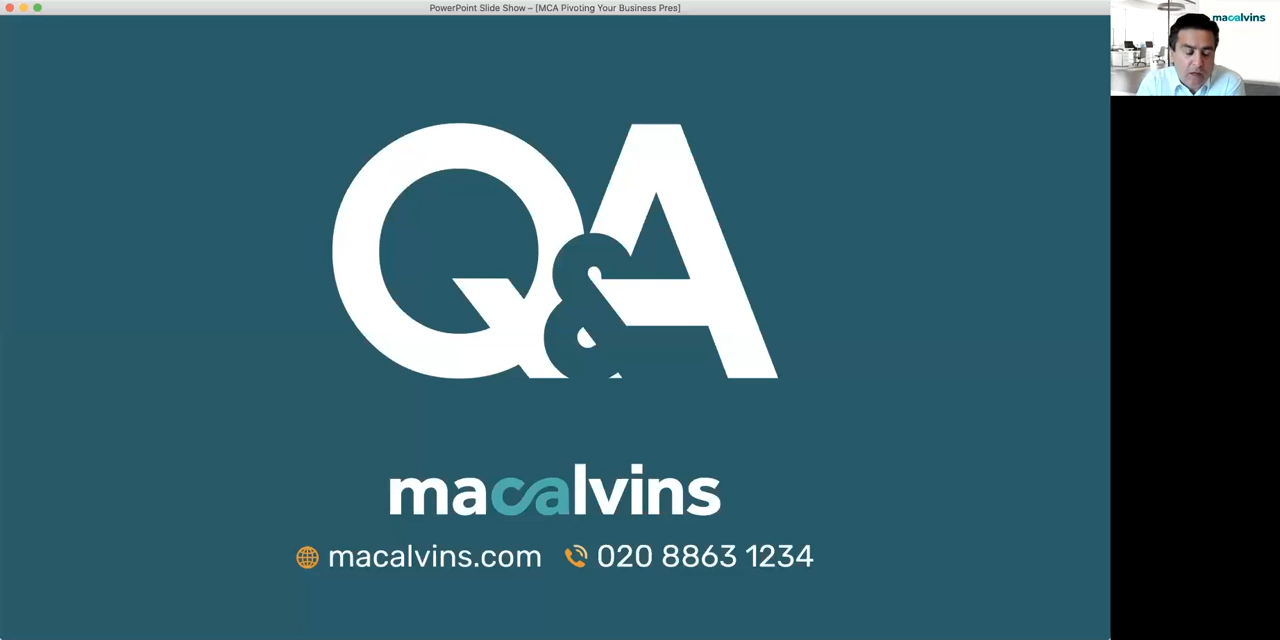 PowerPoint Slide Show – [MCA Pivoting Your Business Pres]
macalvins
Q&A
macalvins
macalvins.com 020 8863 1234